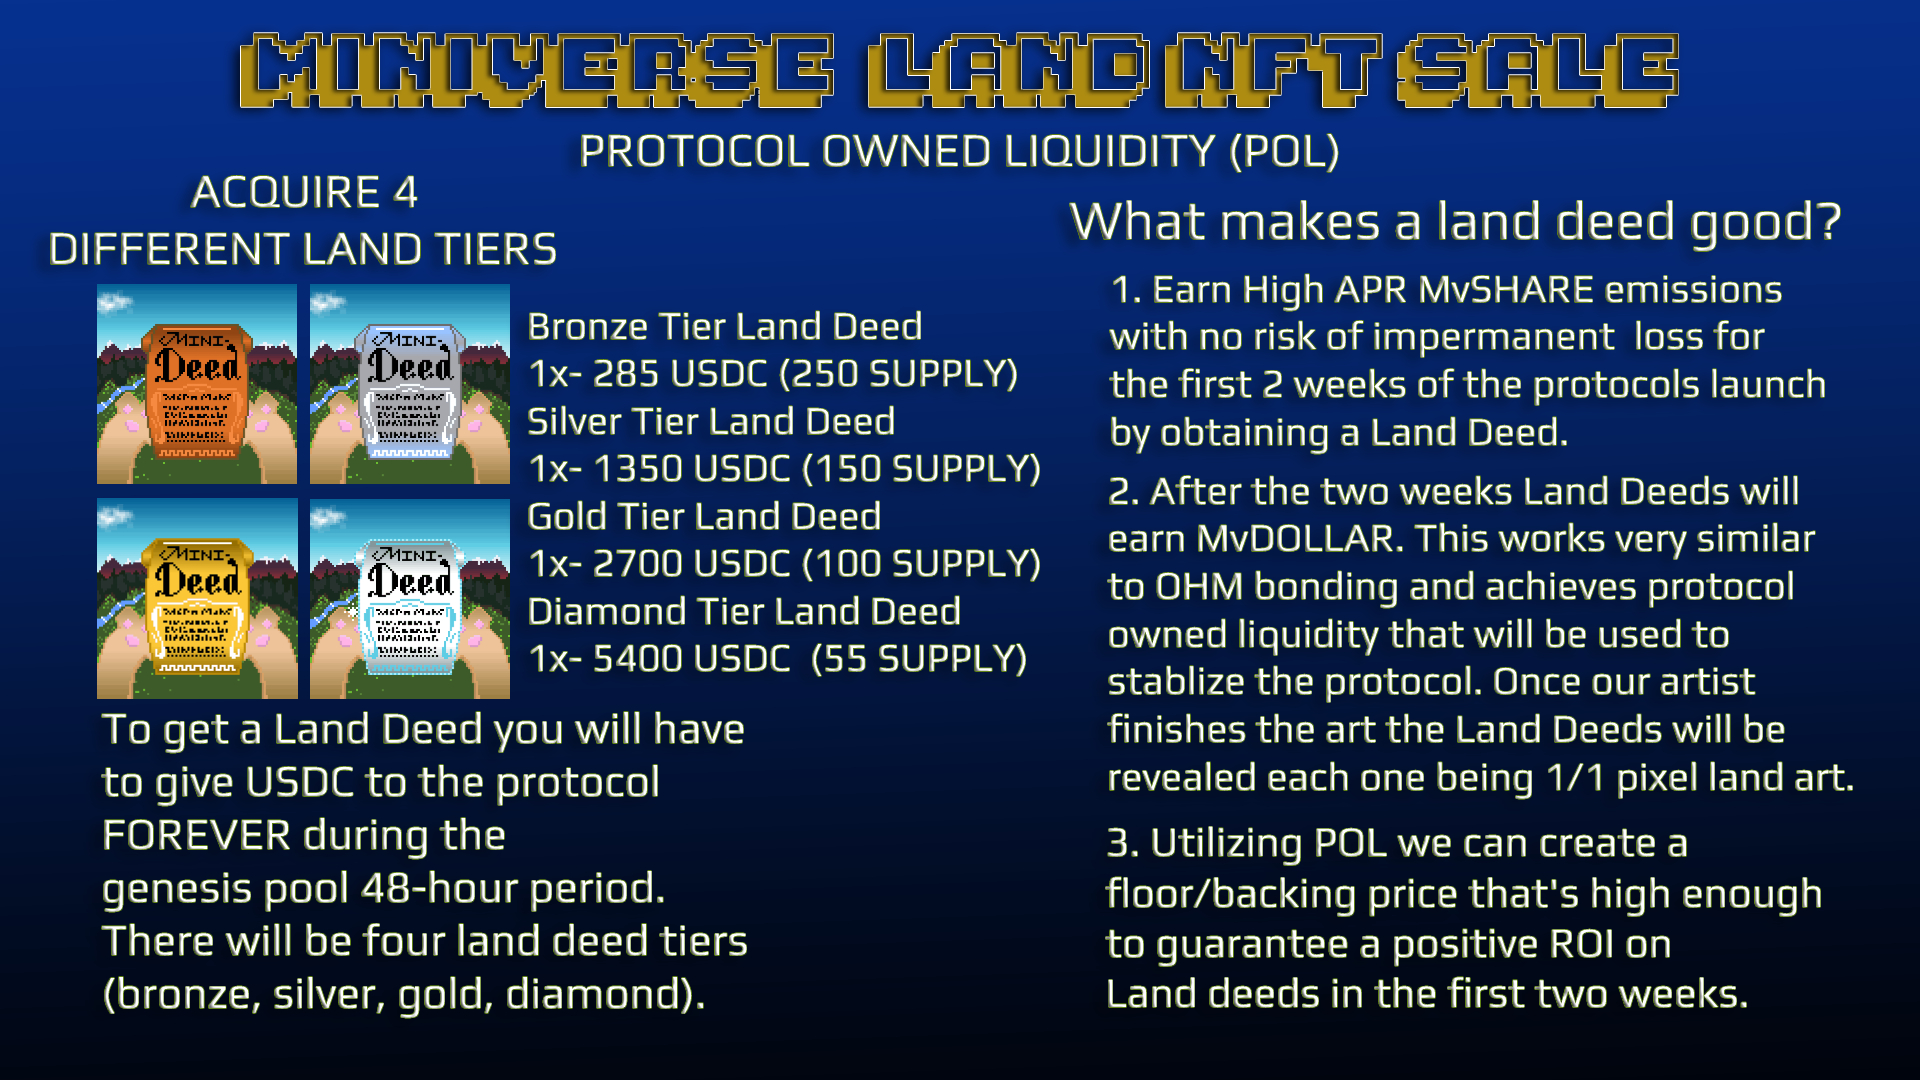 MINIVERSE LAND NFT SALE
PROTOCOL OWNED LIQUIDITY (POL)
ACQUIRE 4
DIFFERENT LAND TIERS
MINI-
Deed
MINI-
Deed
MINI-
Deed
MINI-
Deed
Bronze Tier Land Deed
1x- 285 USDC (250 SUPPLY)
Silver Tier Land Deed
1x- 1350 USDC (150 SUPPLY)
Gold Tier Land Deed
1x- 2700 USDC (100 SUPPLY)
Diamond Tier Land Deed
1x- 5400 USDC (55 SUPPLY)
To get a Land Deed you will have
to give USDC to the protocol
FOREVER during the
genesis pool 48-hour period.
There will be four land deed tiers
(bronze, silver, gold, diamond).
What makes a land deed good?
1. Earn High APR MvSHARE emissions
with no risk of impermanent loss for
the first 2 weeks of the protocols launch
by obtaining a Land Deed.
2. After the two weeks Land Deeds will
earn MvDOLLAR. This works very similar
to OHM bonding and achieves protocol
owned liquidity that will be used to
stablize the protocol. Once our artist
finishes the art the Land Deeds will be
revealed each one being 1/1 pixel land art.
3. Utilizing POL we can create a
floor/backing price that's high enough
to guarantee a positive ROI on
Land deeds in the first two weeks.